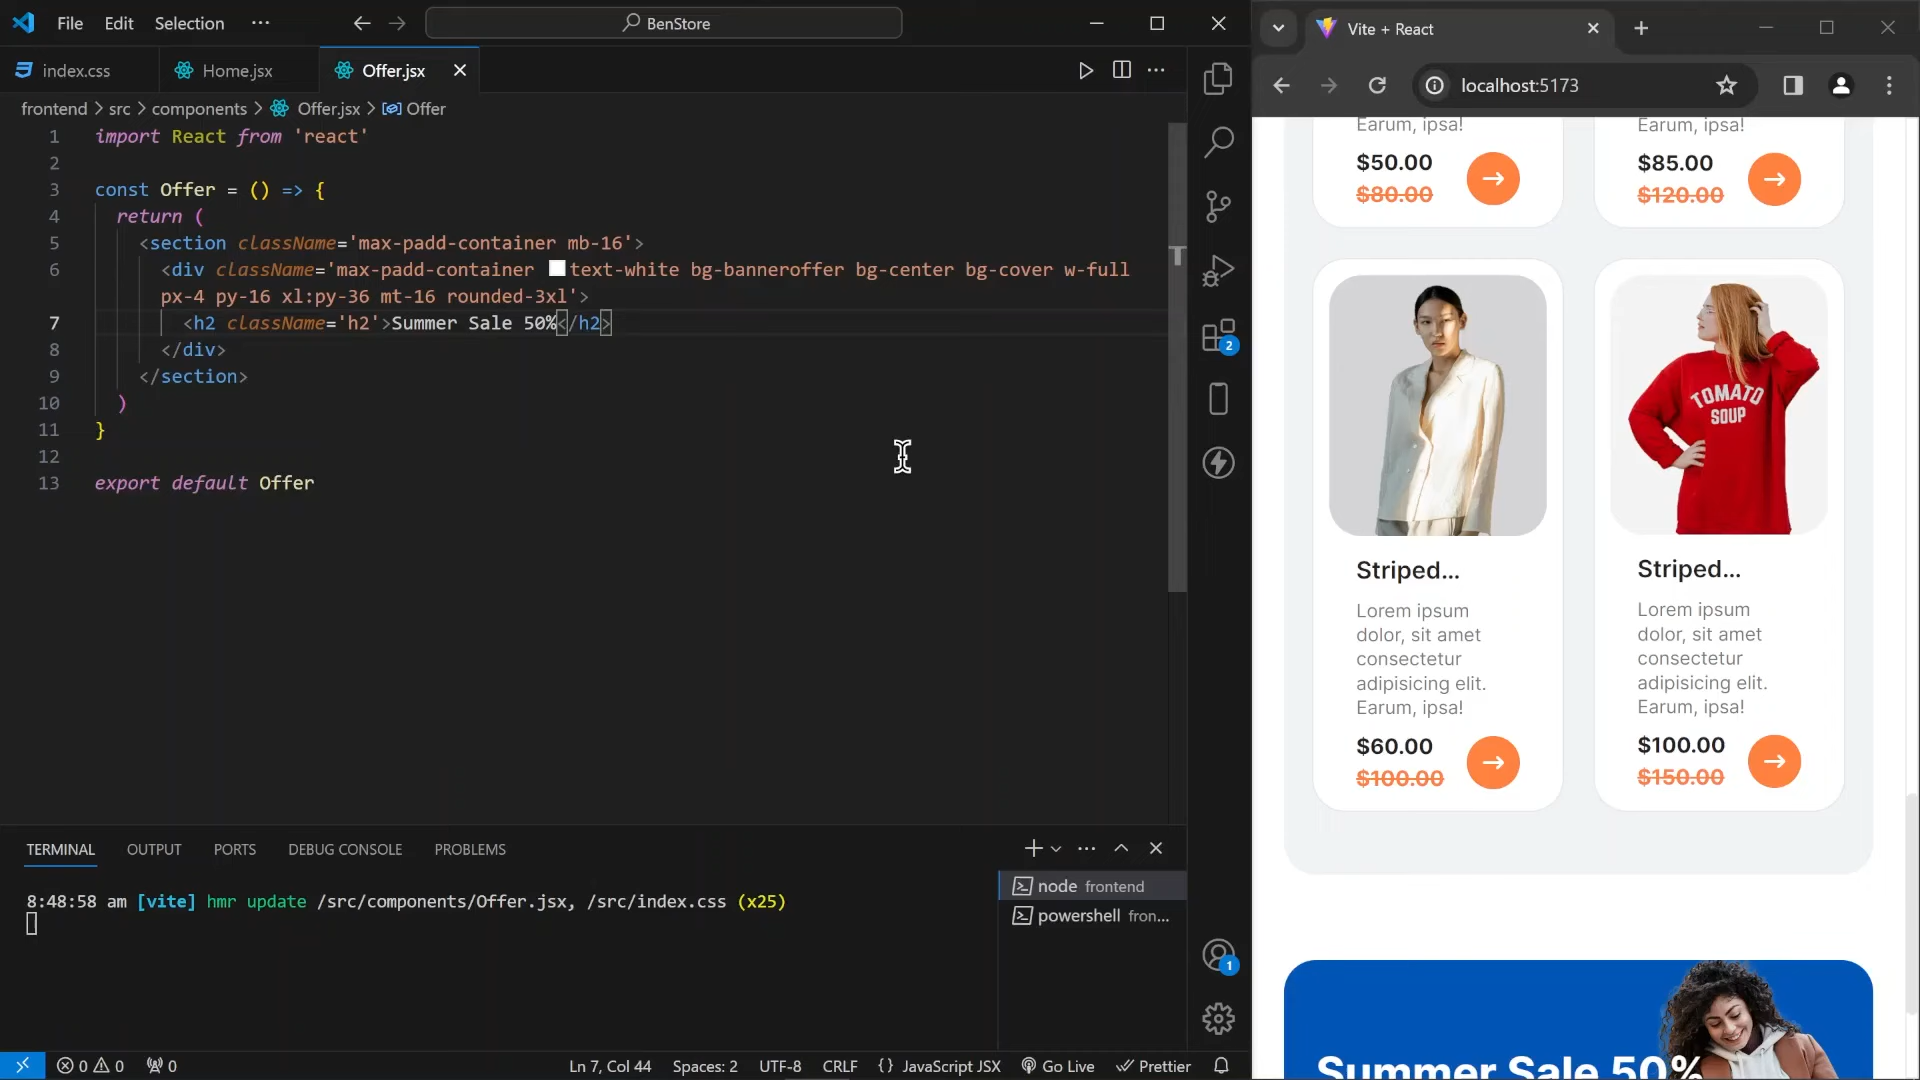 File Edit Selection ···
BenStore
index.css Home.jsx Offer.jsx
frontend > src > components > Offer.jsx > Offer
1 import React from 'react'
2
3 const Offer = () => {
4 return (
5 <section className='max-padd-container mb-16'>
6 <div className='max-padd-container text-white bg-banneroffer bg-center bg-cover w-full
px-4 py-16 xl:py-36 mt-16 rounded-3xl'>
7 <h2 className='h2'>Summer Sale 50%</h2>
8 </div>
9 </section>
10 )
11 }
12
13 export default Offer
TERMINAL OUTPUT PORTS DEBUG CONSOLE PROBLEMS
8:48:58 am [vite] hmr update /src/components/Offer.jsx, /src/index.css (x25)
node frontend
powershell fron...
2
1
0 0 0 Ln 7, Col 44 Spaces: 2 UTF-8 CRLF {} JavaScript JSX Go Live Prettier
Vite + React
localhost:5173
Earum, ipsa!
$50.00
$80.00
Earum, ipsa!
$85.00
$120.00
TOMATO
SOUP
Striped...
Lorem ipsum
dolor, sit amet
consectetur
adipisicing elit.
Earum, ipsa!
$60.00
$100.00
Striped...
Lorem ipsum
dolor, sit amet
consectetur
adipisicing elit.
Earum, ipsa!
$100.00
$150.00
Summer Sale 50%